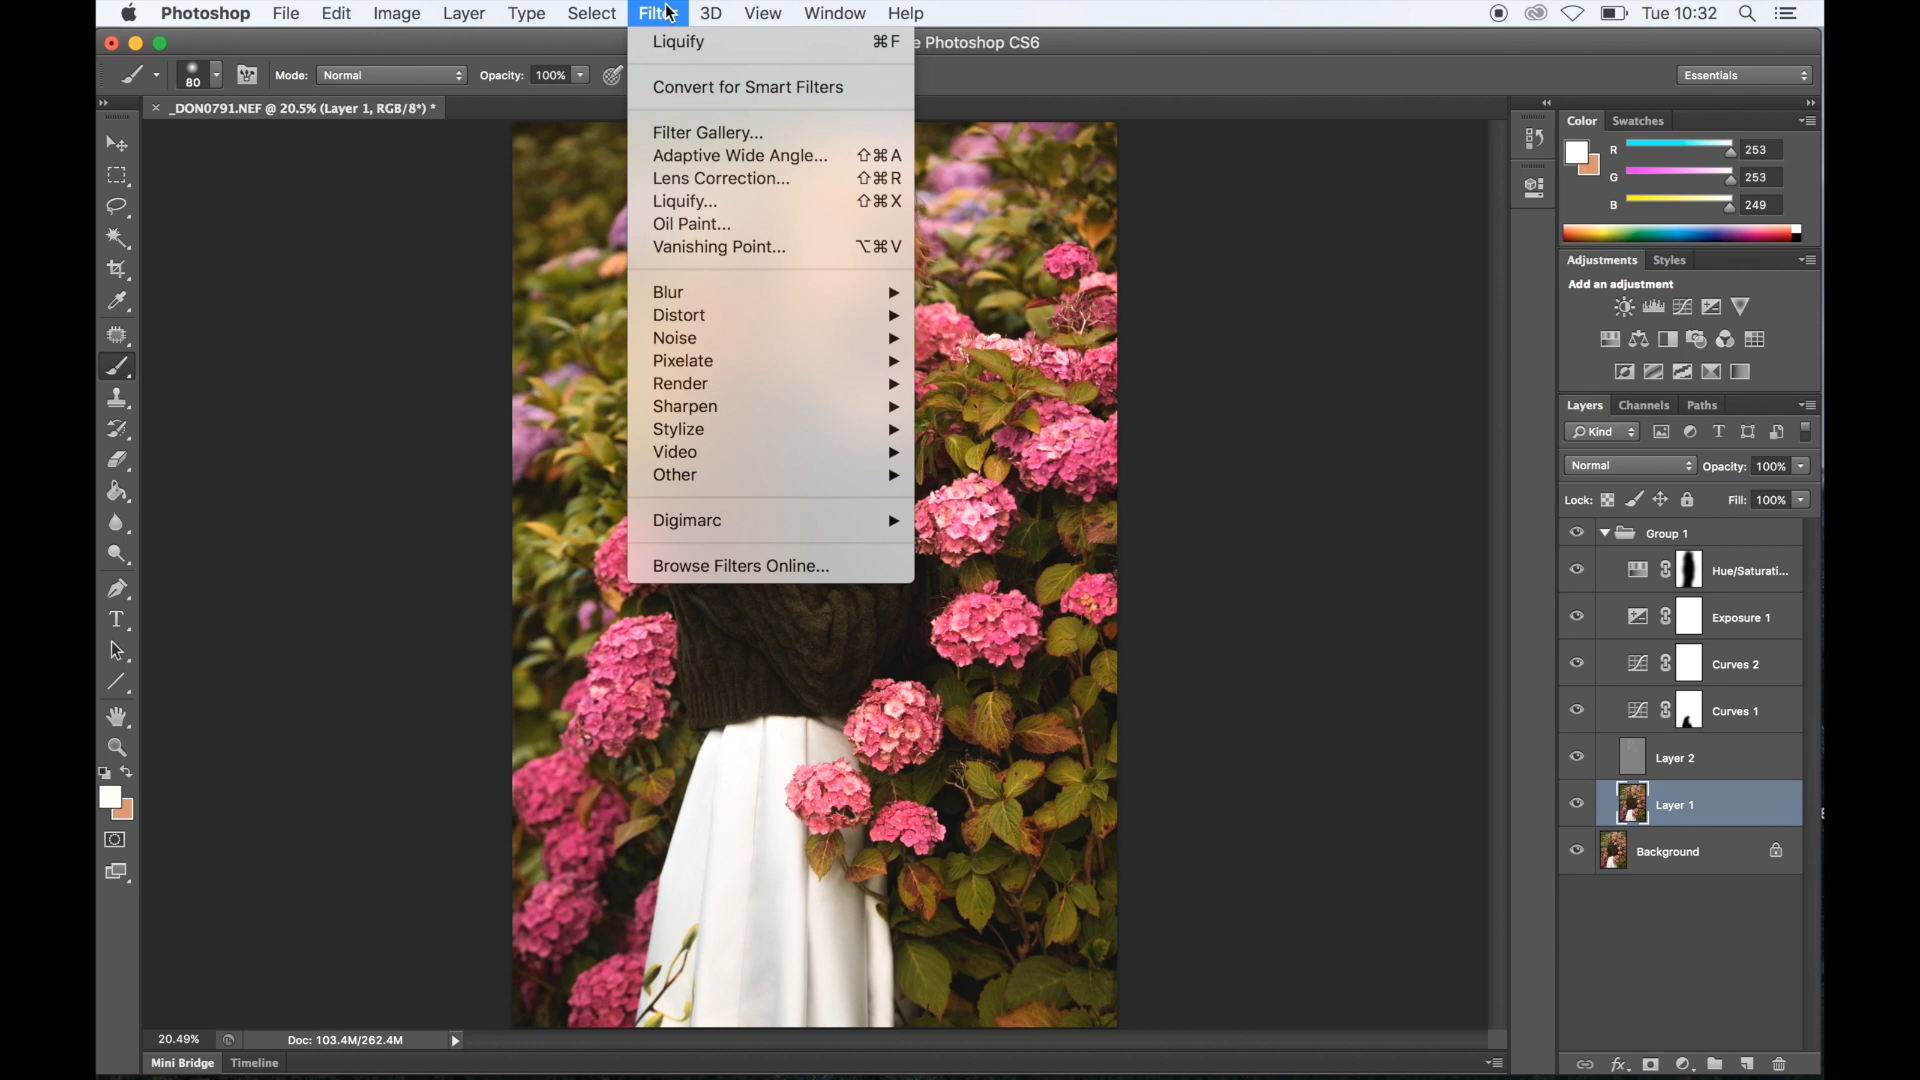 Photoshop File Edit Image Layer Type Select Filter 3D View Window Help Tue 10:32
e Photoshop CS6
80 Mode: Normal Opacity: 100% Essentials
_DON0791.NEF @ 20.5% (Layer 1, RGB/8*) *
Liquify ⌘F
Convert for Smart Filters
Filter Gallery...
Adaptive Wide Angle... ⇧⌘A
Lens Correction... ⇧⌘R
Liquify... ⇧⌘X
Oil Paint...
Vanishing Point... ⌥⌘V
Blur
Distort
Noise
Pixelate
Render
Sharpen
Stylize
Video
Other
Digimarc
Browse Filters Online...
Color Swatches
R 253
G 253
B 249
Adjustments Styles
Add an adjustment
Layers Channels Paths
Kind
Normal Opacity: 100%
Lock: Fill: 100%
Group 1
Hue/Saturati...
Exposure 1
Curves 2
Curves 1
Layer 2
Layer 1
Background
20.49% Doc: 103.4M/262.4M
Mini Bridge Timeline